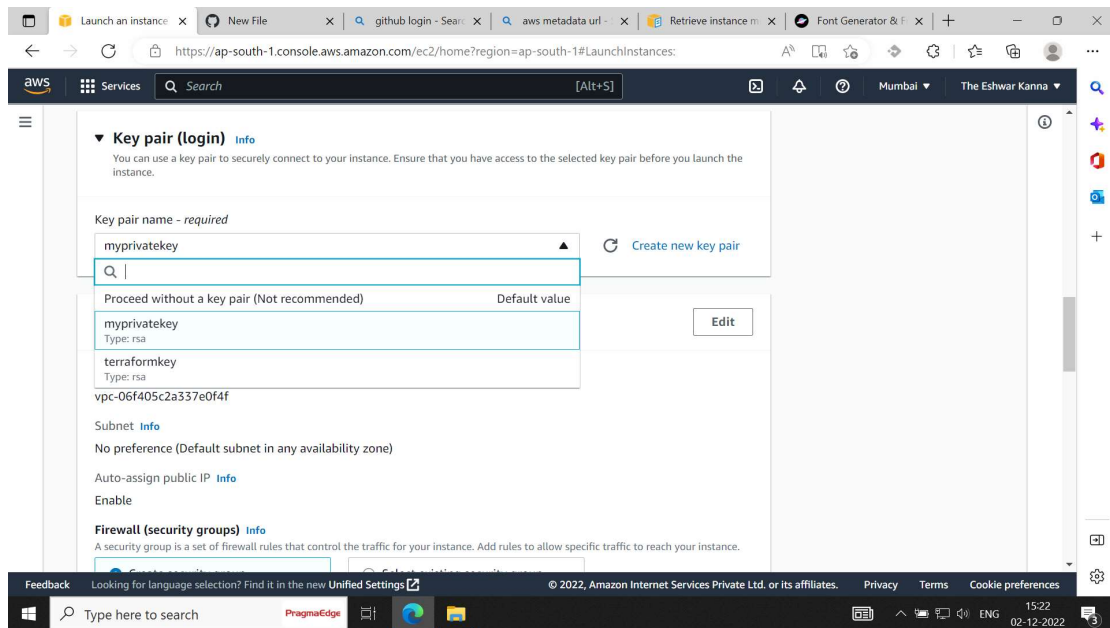 Launch an instance
New File
github login - Sear
aws metadata url -
Retrieve instance m
Font Generator & F
https://ap-south-1.console.aws.amazon.com/ec2/home?region=ap-south-1#LaunchInstances:
aws
Services
Search
[Alt+S]
Mumbai
The Eshwar Kanna
Key pair (login) Info
You can use a key pair to securely connect to your instance. Ensure that you have access to the selected key pair before you launch the
instance.
Key pair name - required
myprivatekey
Create new key pair
Proceed without a key pair (Not recommended) Default value
myprivatekey
Type: rsa
Edit
terraformkey
Type: rsa
vpc-06f405c2a337e0f4f
Subnet Info
No preference (Default subnet in any availability zone)
Auto-assign public IP Info
Enable
Firewall (security groups) Info
A security group is a set of firewall rules that control the traffic for your instance. Add rules to allow specific traffic to reach your instance.
Create security group
Select existing security group
Feedback Looking for language selection? Find it in the new Unified Settings © 2022, Amazon Internet Services Private Ltd. or its affiliates. Privacy Terms Cookie preferences
Type here to search
PragmaEdge
ENG
15:22
02-12-2022
3